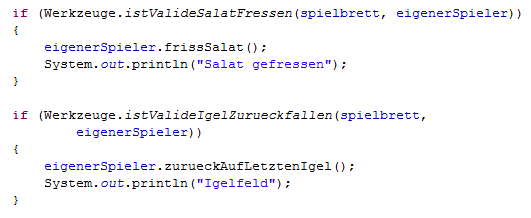 if (Werkzeuge.istValideSalatFressen(spielbrett, eigenerSpieler))
{
    eigenerSpieler.frissSalat();
    System.out.println("Salat gefressen");
}

if (Werkzeuge.istValideIgelZurueckfallen(spielbrett,
        eigenerSpieler))
{
    eigenerSpieler.zurueckAufLetztenIgel();
    System.out.println("Igelfeld");
}